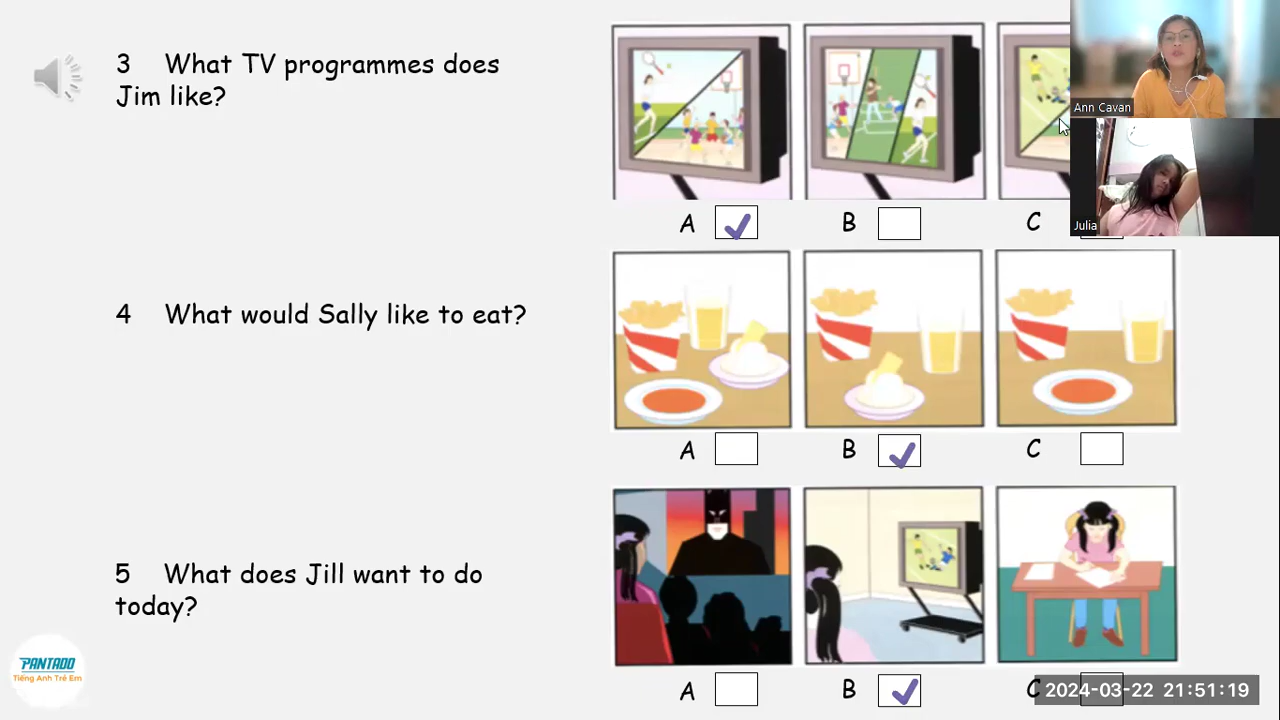 3 What TV programmes does
Jim like?
A
B
C
Ann Cavan
Julia
4 What would Sally like to eat?
A
B
C
5 What does Jill want to do
today?
A
B
C
2024-03-22 21:51:19
PANTADO
Tiếng Anh Trẻ Em